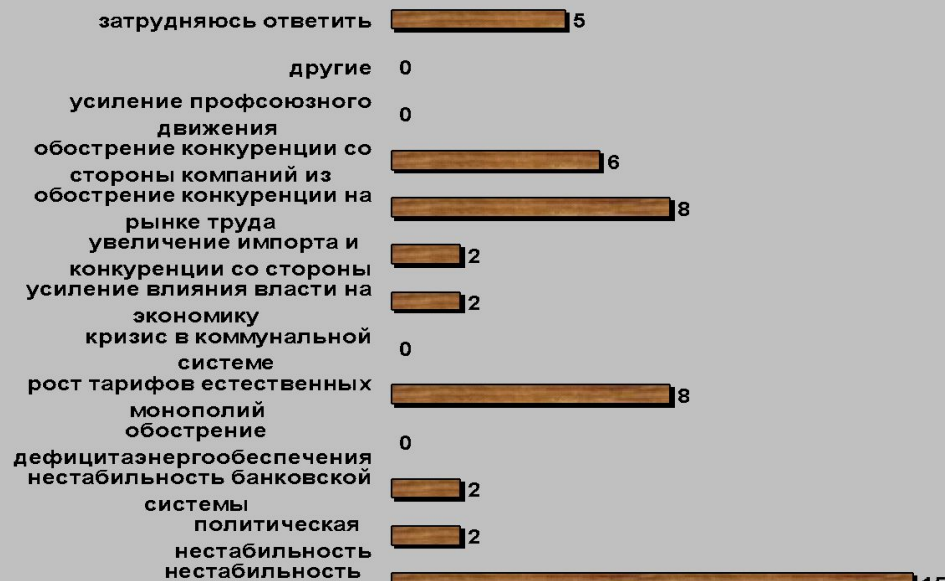 затрудняюсь ответить
5
другие
0
усиление профсоюзного
движения
0
обострение конкуренции со
стороны компаний из
6
обострение конкуренции на
рынке труда
8
увеличение импорта и
конкуренции со стороны
2
усиление влияния власти на
экономику
2
кризис в коммунальной
системе
0
рост тарифов естественных
монополий
8
обострение
дефицитаэнергообеспечения
0
нестабильность банковской
системы
2
политическая
нестабильность
2
нестабильность